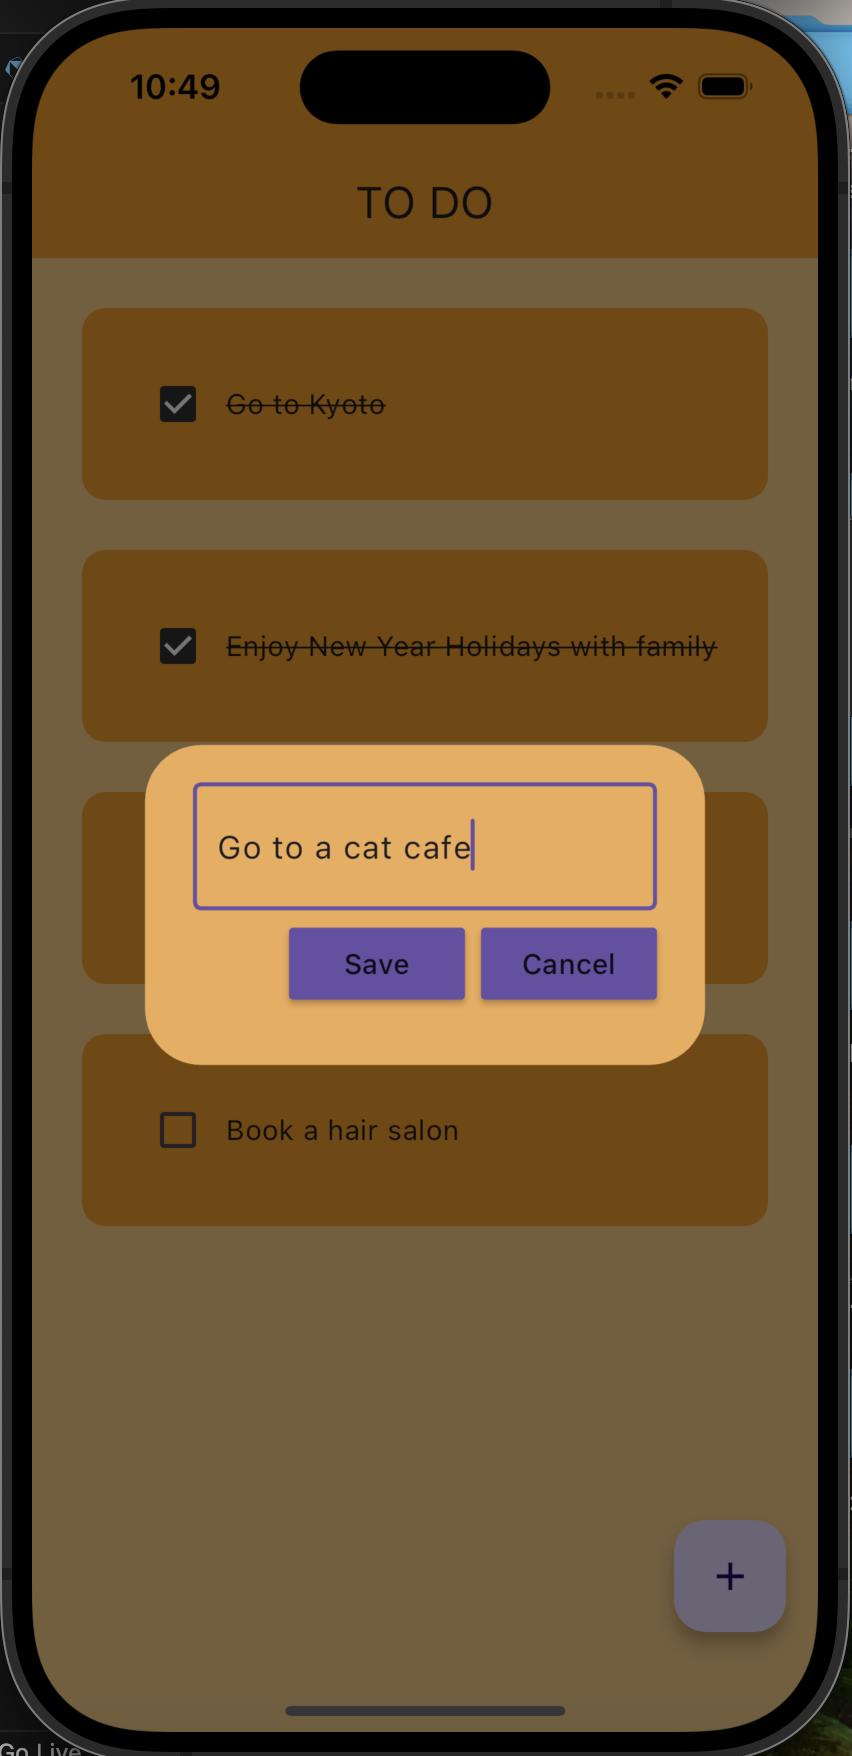 10:49
TO DO
Go to Kyoto
Enjoy New Year Holidays with family
Go to a cat cafe
Save
Cancel
Book a hair salon
+
Go Live